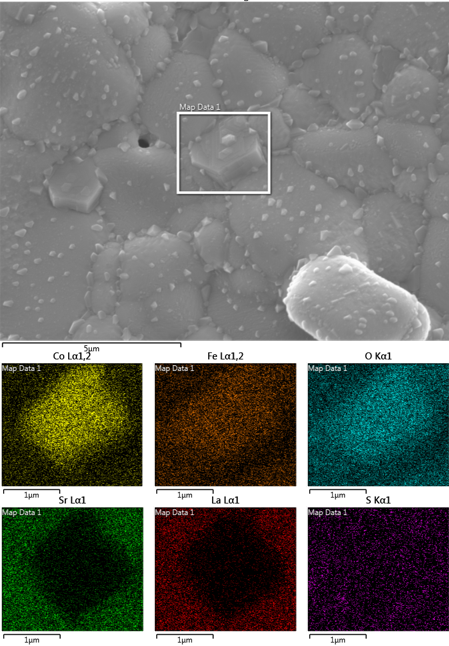 Map Data 1
5μm
Co Lα1,2 Fe Lα1,2 O Kα1
Map Data 1 Map Data 1 Map Data 1
1μm 1μm 1μm
Sr Lα1 La Lα1 S Kα1
Map Data 1 Map Data 1 Map Data 1
1μm 1μm 1μm